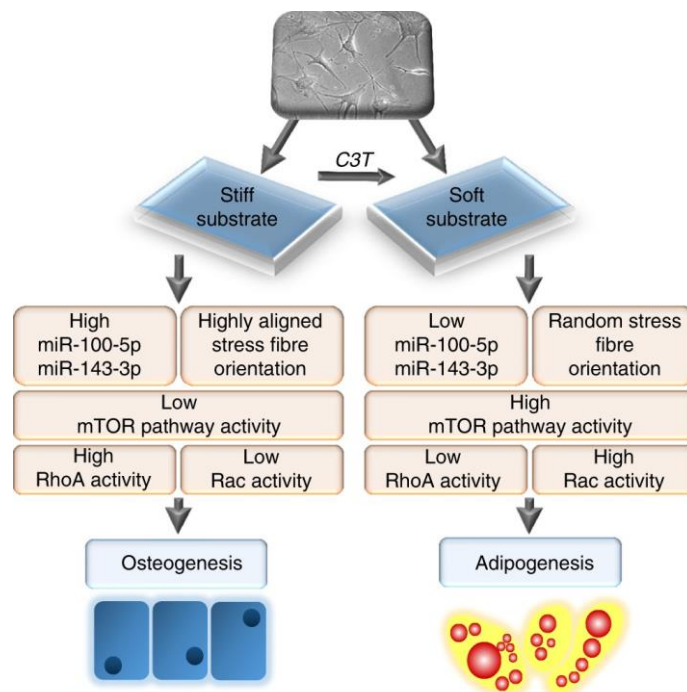 C3T
Stiff
substrate
Soft
substrate
High
miR-100-5p
miR-143-3p
Highly aligned
stress fibre
orientation
Low
mTOR pathway activity
High
RhoA activity
Low
Rac activity
Osteogenesis
Low
miR-100-5p
miR-143-3p
Random stress
fibre
orientation
High
mTOR pathway activity
Low
RhoA activity
High
Rac activity
Adipogenesis